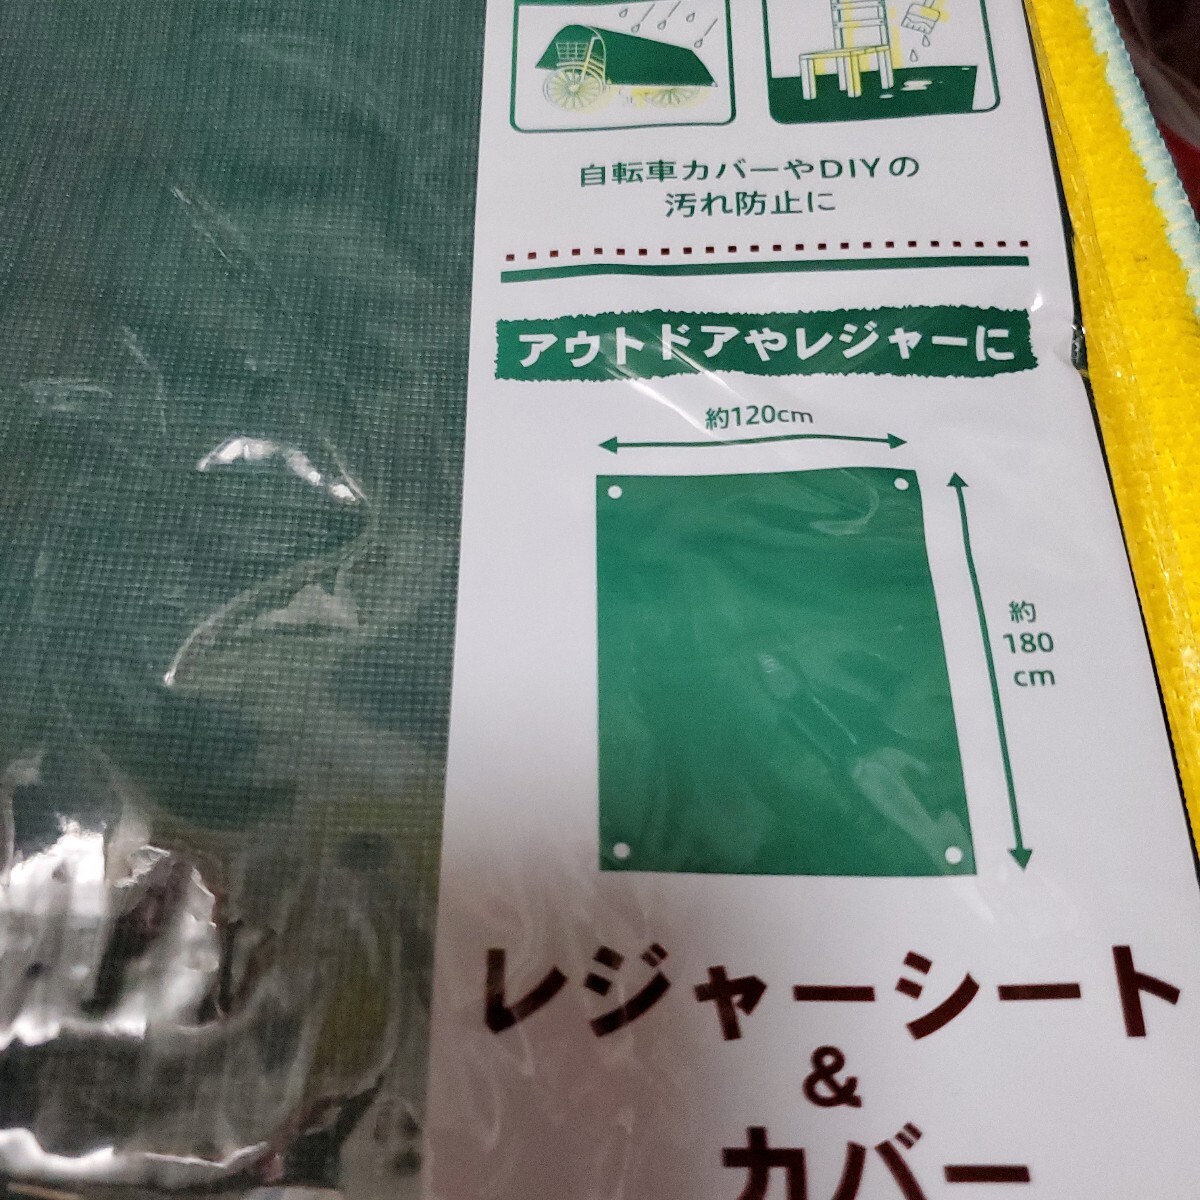 自転車カバーやDIYの
汚れ防止に
アウトドアやレジャーに
約120cm
約
180
cm
レジャーシート
&
カバー